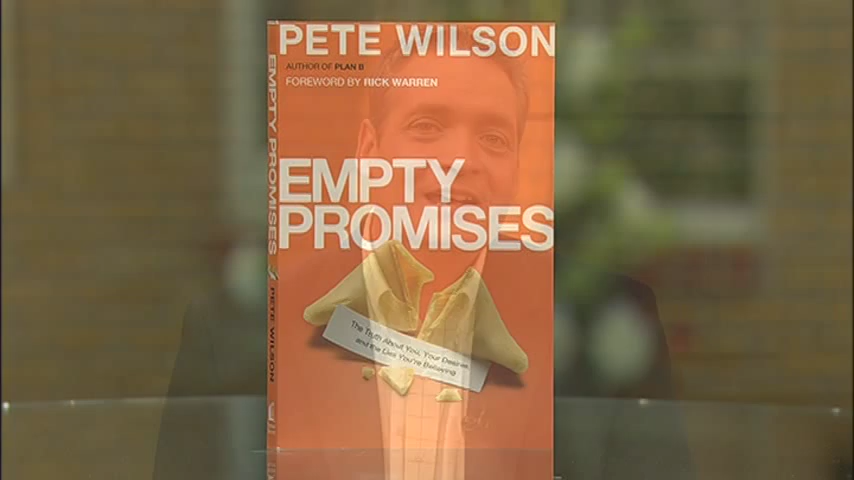 PETE WILSON
AUTHOR OF PLAN B
FOREWORD BY RICK WARREN
EMPTY
PROMISES
The Truth About You, Your Desires,
and the Lies You're Believing
EMPTY PROMISES
PETE WILSON